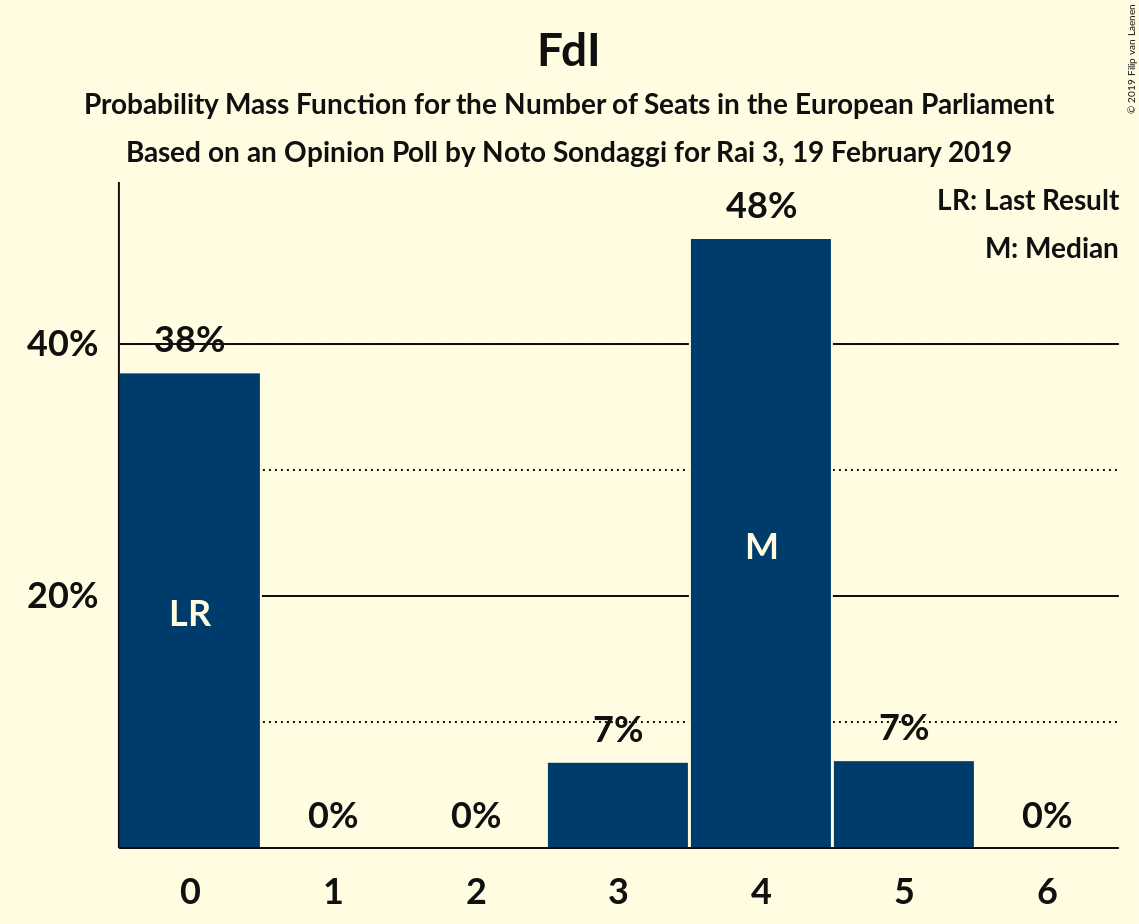 FdI
Probability Mass Function for the Number of Seats in the European Parliament
Based on an Opinion Poll by Noto Sondaggi for Rai 3, 19 February 2019
© 2019 Filip van Laenen
LR: Last Result
M: Median
48%
40%
38%
M
20%
LR
7%
7%
0%
0%
0%
0 1 2 3 4 5 6